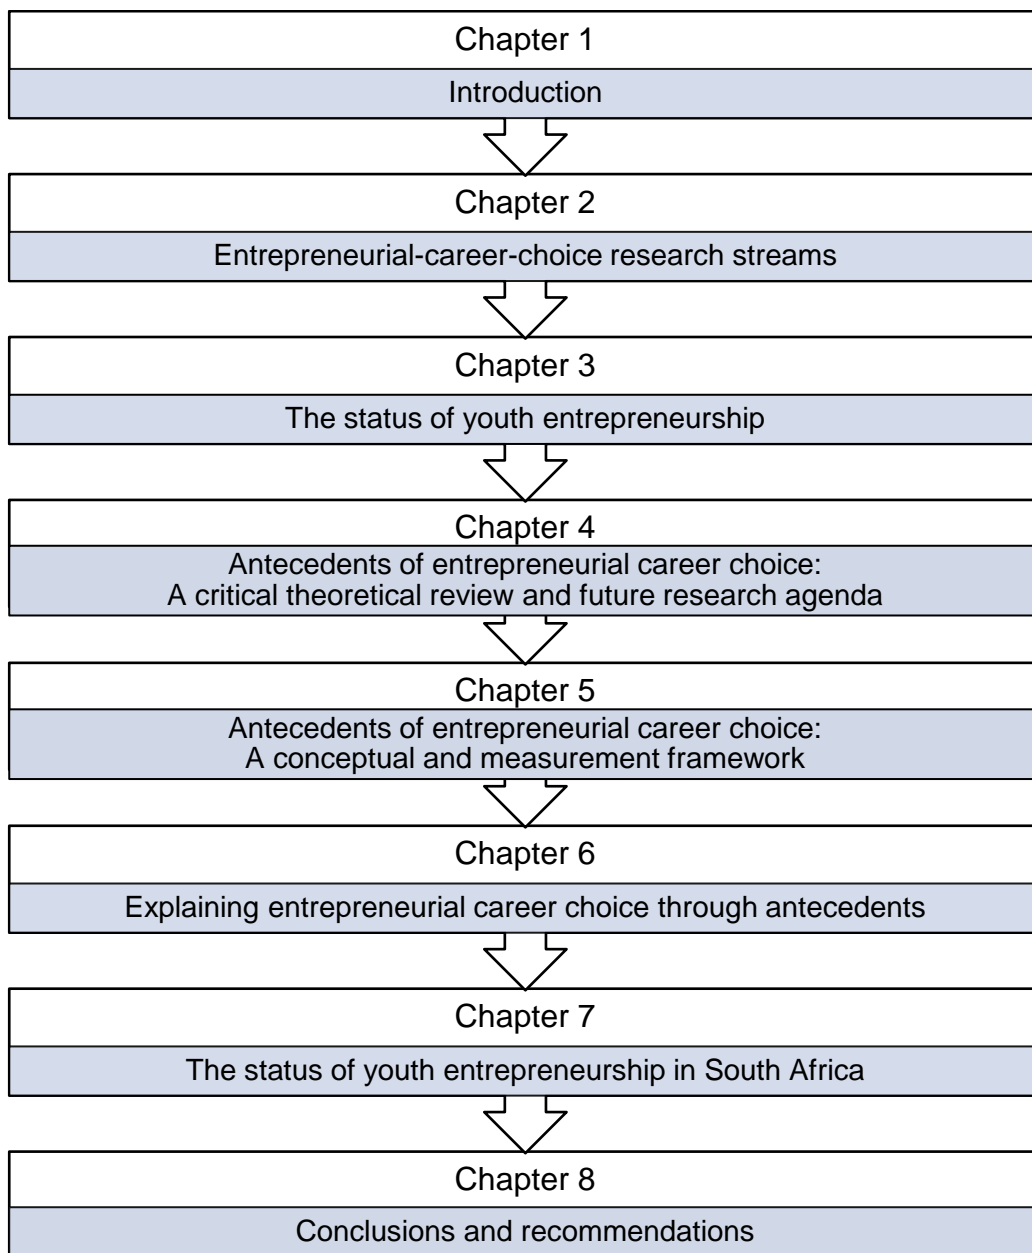 Chapter 1
Introduction
Chapter 2
Entrepreneurial-career-choice research streams
Chapter 3
The status of youth entrepreneurship
Chapter 4
Antecedents of entrepreneurial career choice:
A critical theoretical review and future research agenda
Chapter 5
Antecedents of entrepreneurial career choice:
A conceptual and measurement framework
Chapter 6
Explaining entrepreneurial career choice through antecedents
Chapter 7
The status of youth entrepreneurship in South Africa
Chapter 8
Conclusions and recommendations